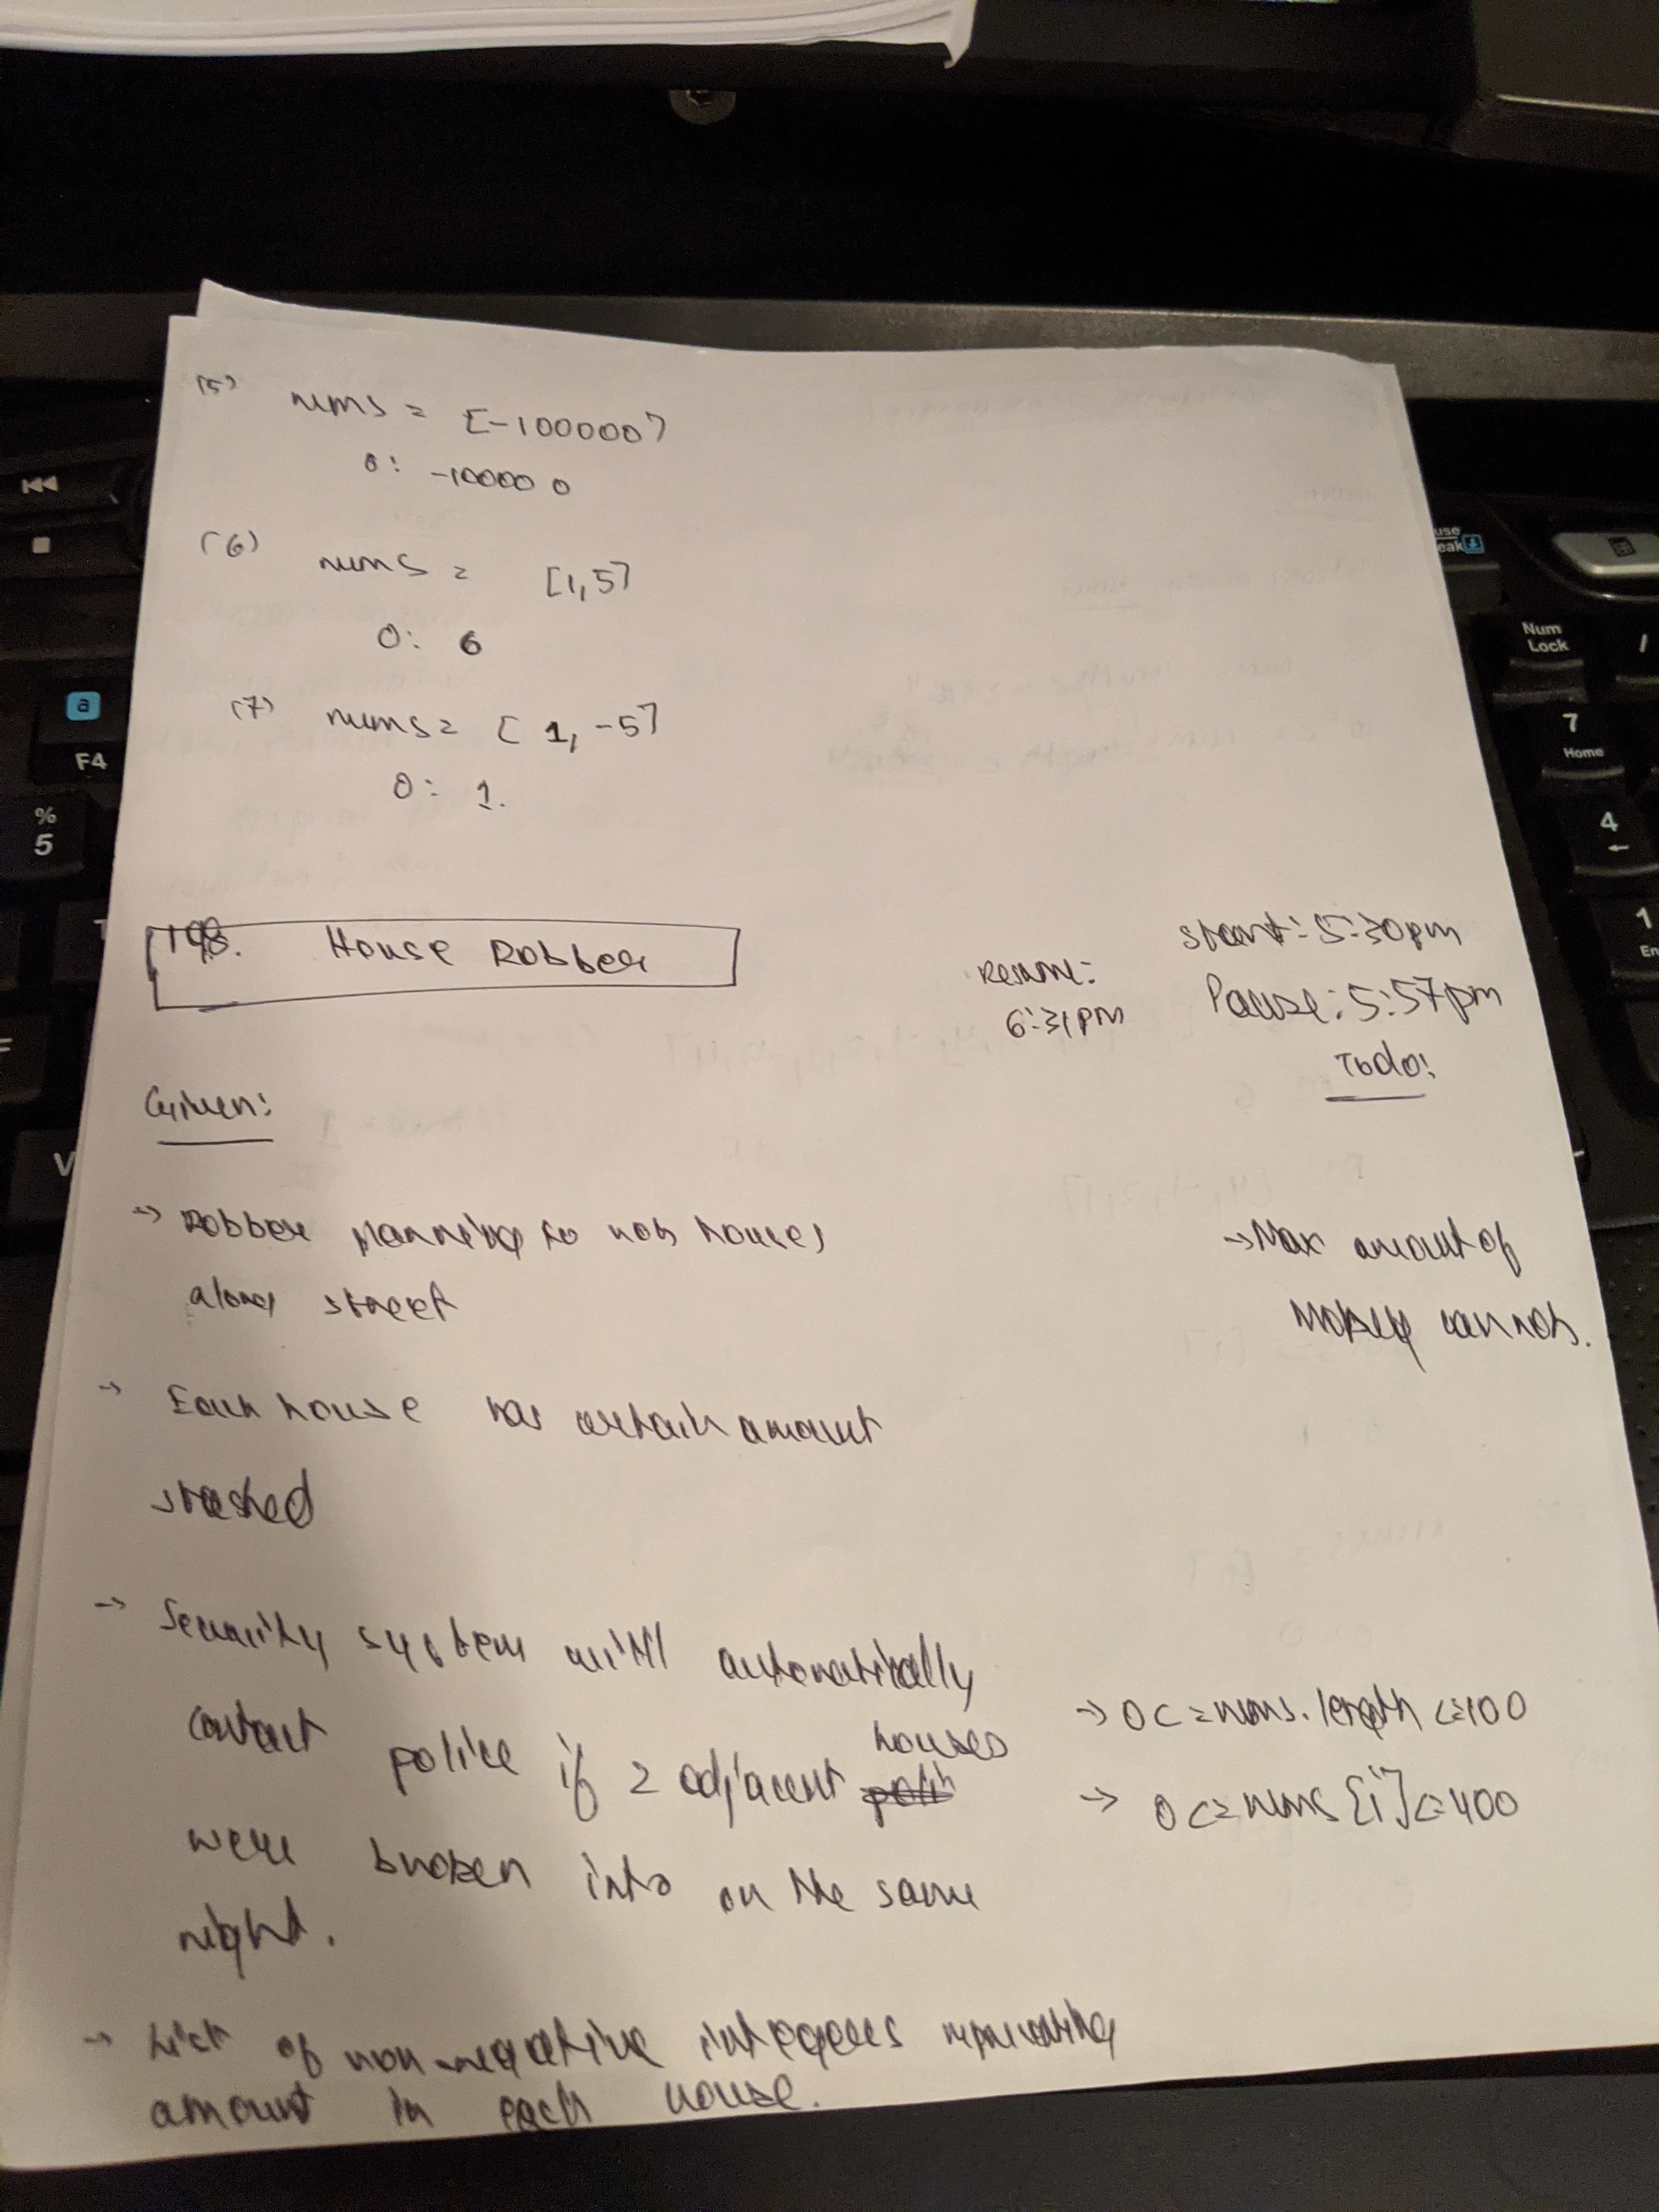 (5) nums = [-100000]
0: -100000
(6) nums = [1,5]
0: 6
(7) nums = [1, -5]
0: 1.
198. House Robber
Start: 5:30pm
Resume:
6:31PM
Pause: 5:57pm
Todo:
Given:
→ Robber planning to rob houses
along street
→ Max amount of
Money can rob.
→ Each house has certain amount
stashed
→ Security system will automatically
contact police if 2 adjacent houses
were broken into on the same
night.
→ 0<=nums.length<=100
→ 0<=nums[i]<=400
→ List of non-negative integers representing
amount in each house.
a
F4
%
5
V
Num
Lock
/
7
Home
4
←
1